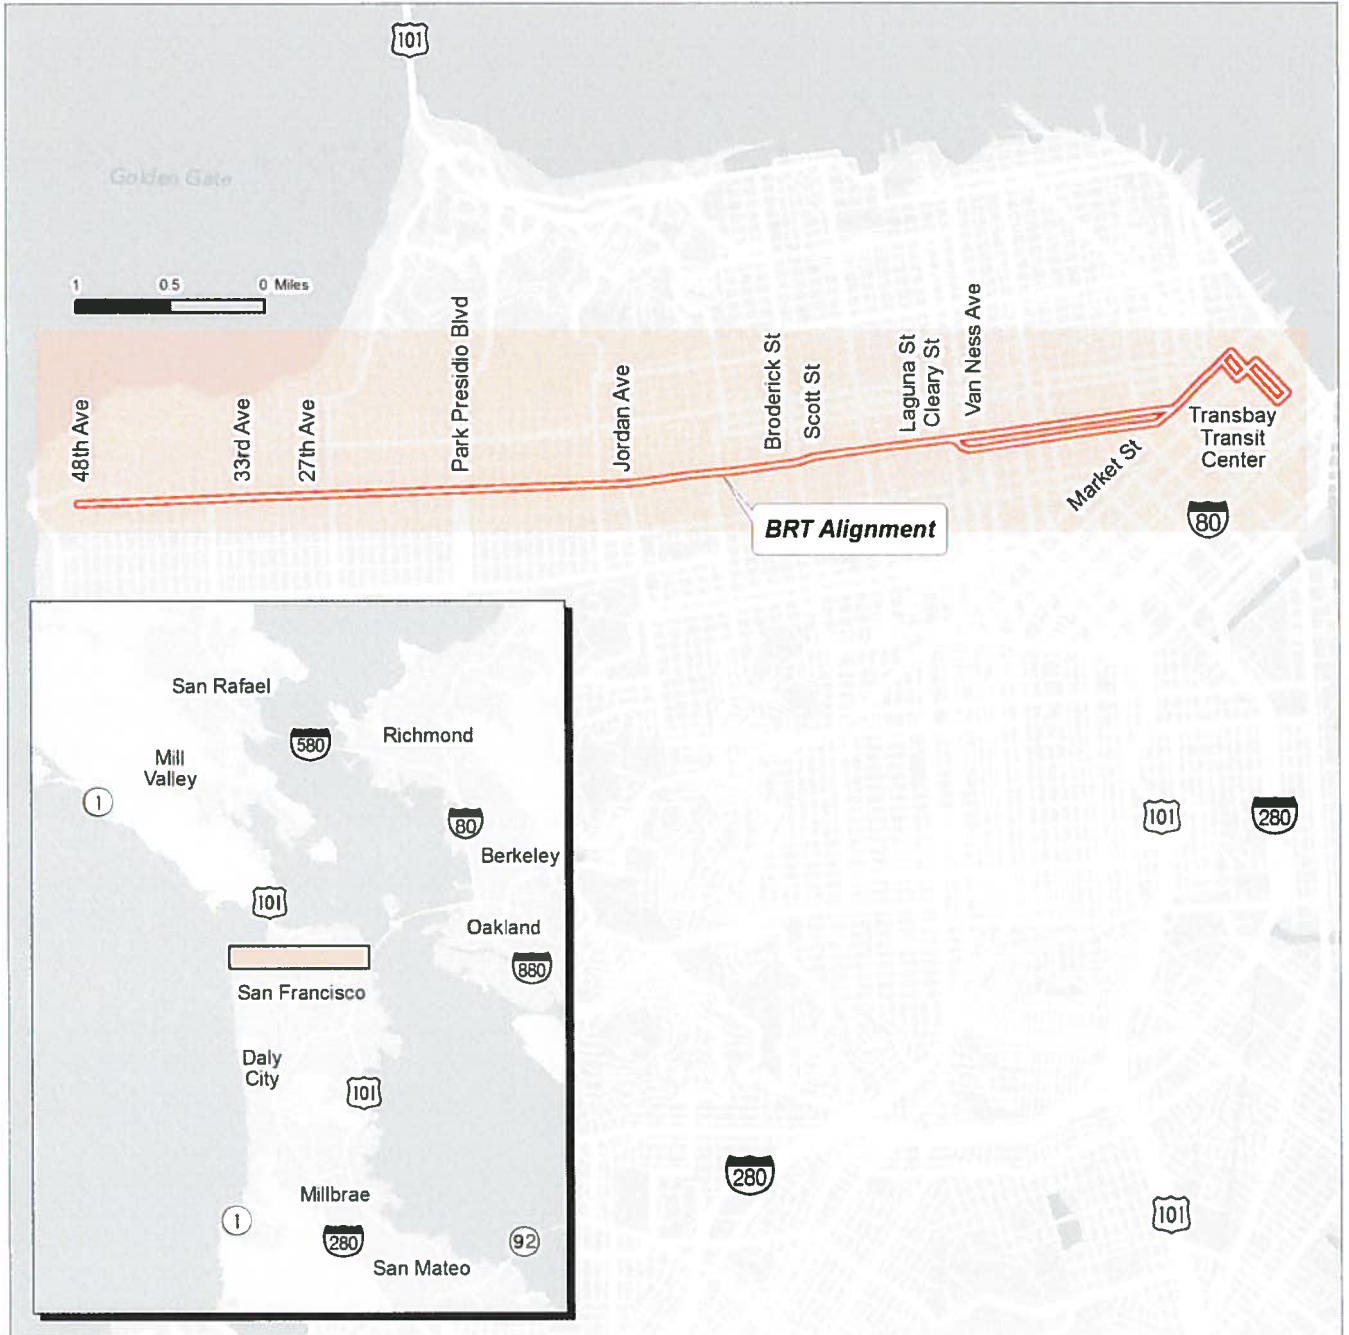 101
Golden Gate
1 0.5 0 Miles
48th Ave
33rd Ave
27th Ave
Park Presidio Blvd
Jordan Ave
Broderick St
Scott St
Laguna St
Cleary St
Van Ness Ave
Market St
Transbay
Transit
Center
80
BRT Alignment
San Rafael
580
Richmond
Mill
Valley
1
80
Berkeley
101
Oakland
880
San Francisco
Daly
City
101
Millbrae
1
280
92
San Mateo
101
280
280
101